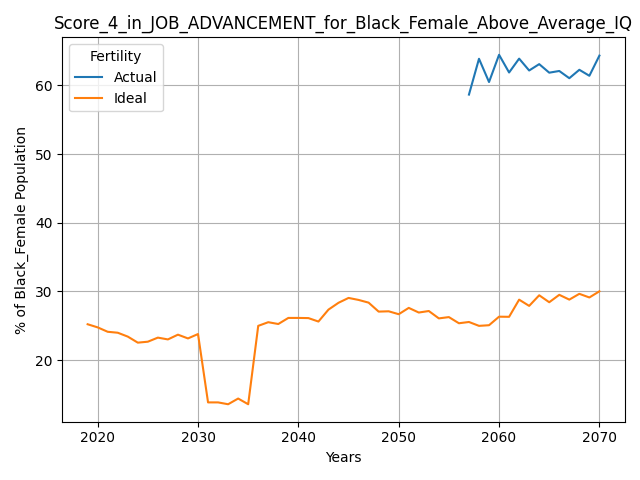 Score_4_in_JOB_ADVANCEMENT_for_Black_Female_Above_Average_IQ
Fertility
Actual
Ideal
% of Black_Female Population
60
50
40
30
20
2020 2030 2040 2050 2060 2070
Years